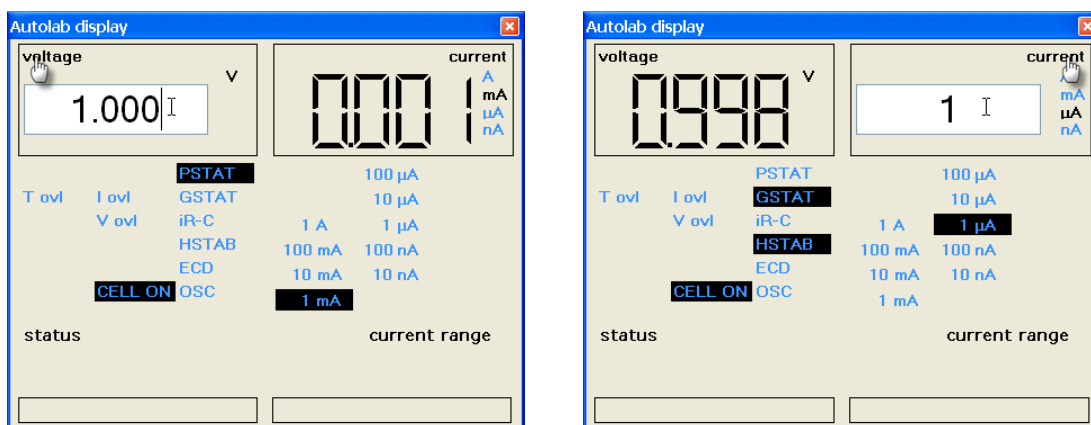 Autolab display
voltage current
V A
1.000 0.001 mA
µA
nA
PSTAT 100 µA
T ovl I ovl GSTAT 10 µA
V ovl iR-C 1 A 1 µA
HSTAB 100 mA 100 nA
ECD 10 mA 10 nA
CELL ON OSC 1 mA
status current range
Autolab display
voltage current
V A
0.998 1 mA
µA
nA
PSTAT 100 µA
T ovl I ovl GSTAT 10 µA
V ovl iR-C 1 A 1 µA
HSTAB 100 mA 100 nA
ECD 10 mA 10 nA
CELL ON OSC 1 mA
status current range